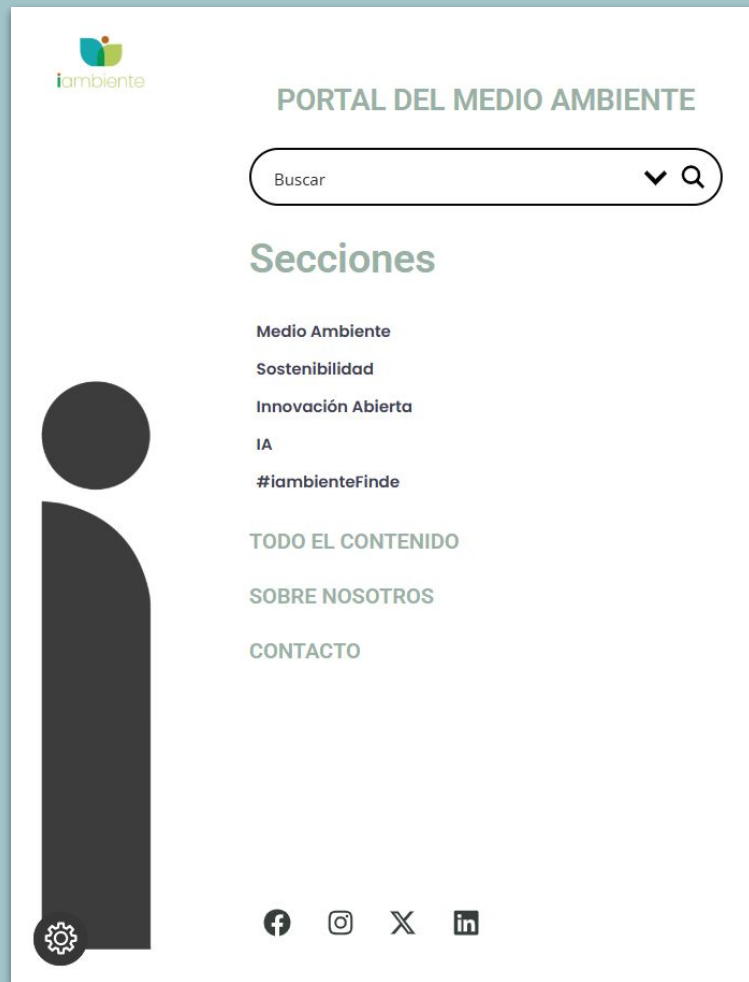 iambiente
PORTAL DEL MEDIO AMBIENTE
Buscar
Secciones
Medio Ambiente
Sostenibilidad
Innovación Abierta
IA
#iambienteFinde
TODO EL CONTENIDO
SOBRE NOSOTROS
CONTACTO